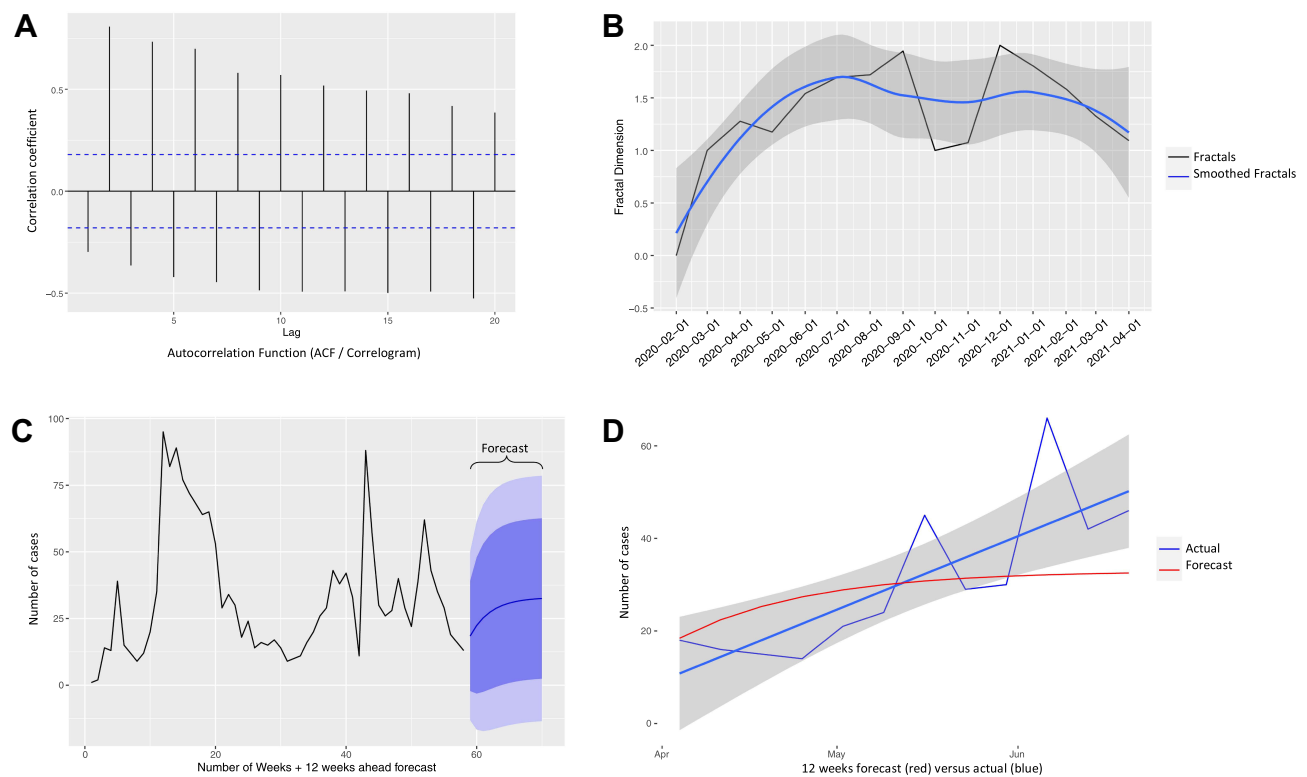 A
Correlation coefficient
0.5
0.0
−0.5
5
10
15
20
Lag
Autocorrelation Function (ACF / Correlogram)
B
Fractal Dimension
2.0
1.5
1.0
0.5
0.0
−0.5
2020−02−01
2020−03−01
2020−04−01
2020−05−01
2020−06−01
2020−07−01
2020−08−01
2020−09−01
2020−10−01
2020−11−01
2020−12−01
2021−01−01
2021−02−01
2021−03−01
2021−04−01
Fractals
Smoothed Fractals
C
Number of cases
100
75
50
25
0
Forecast
0
20
40
60
Number of Weeks + 12 weeks ahead forecast
D
Number of cases
60
40
20
0
Apr
May
Jun
12 weeks forecast (red) versus actual (blue)
Actual
Forecast